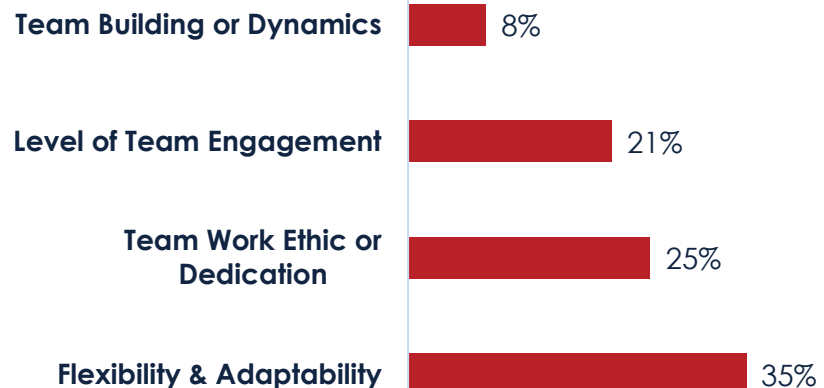 Team Building or Dynamics 8%
Level of Team Engagement 21%
Team Work Ethic or
Dedication 25%
Flexibility & Adaptability 35%